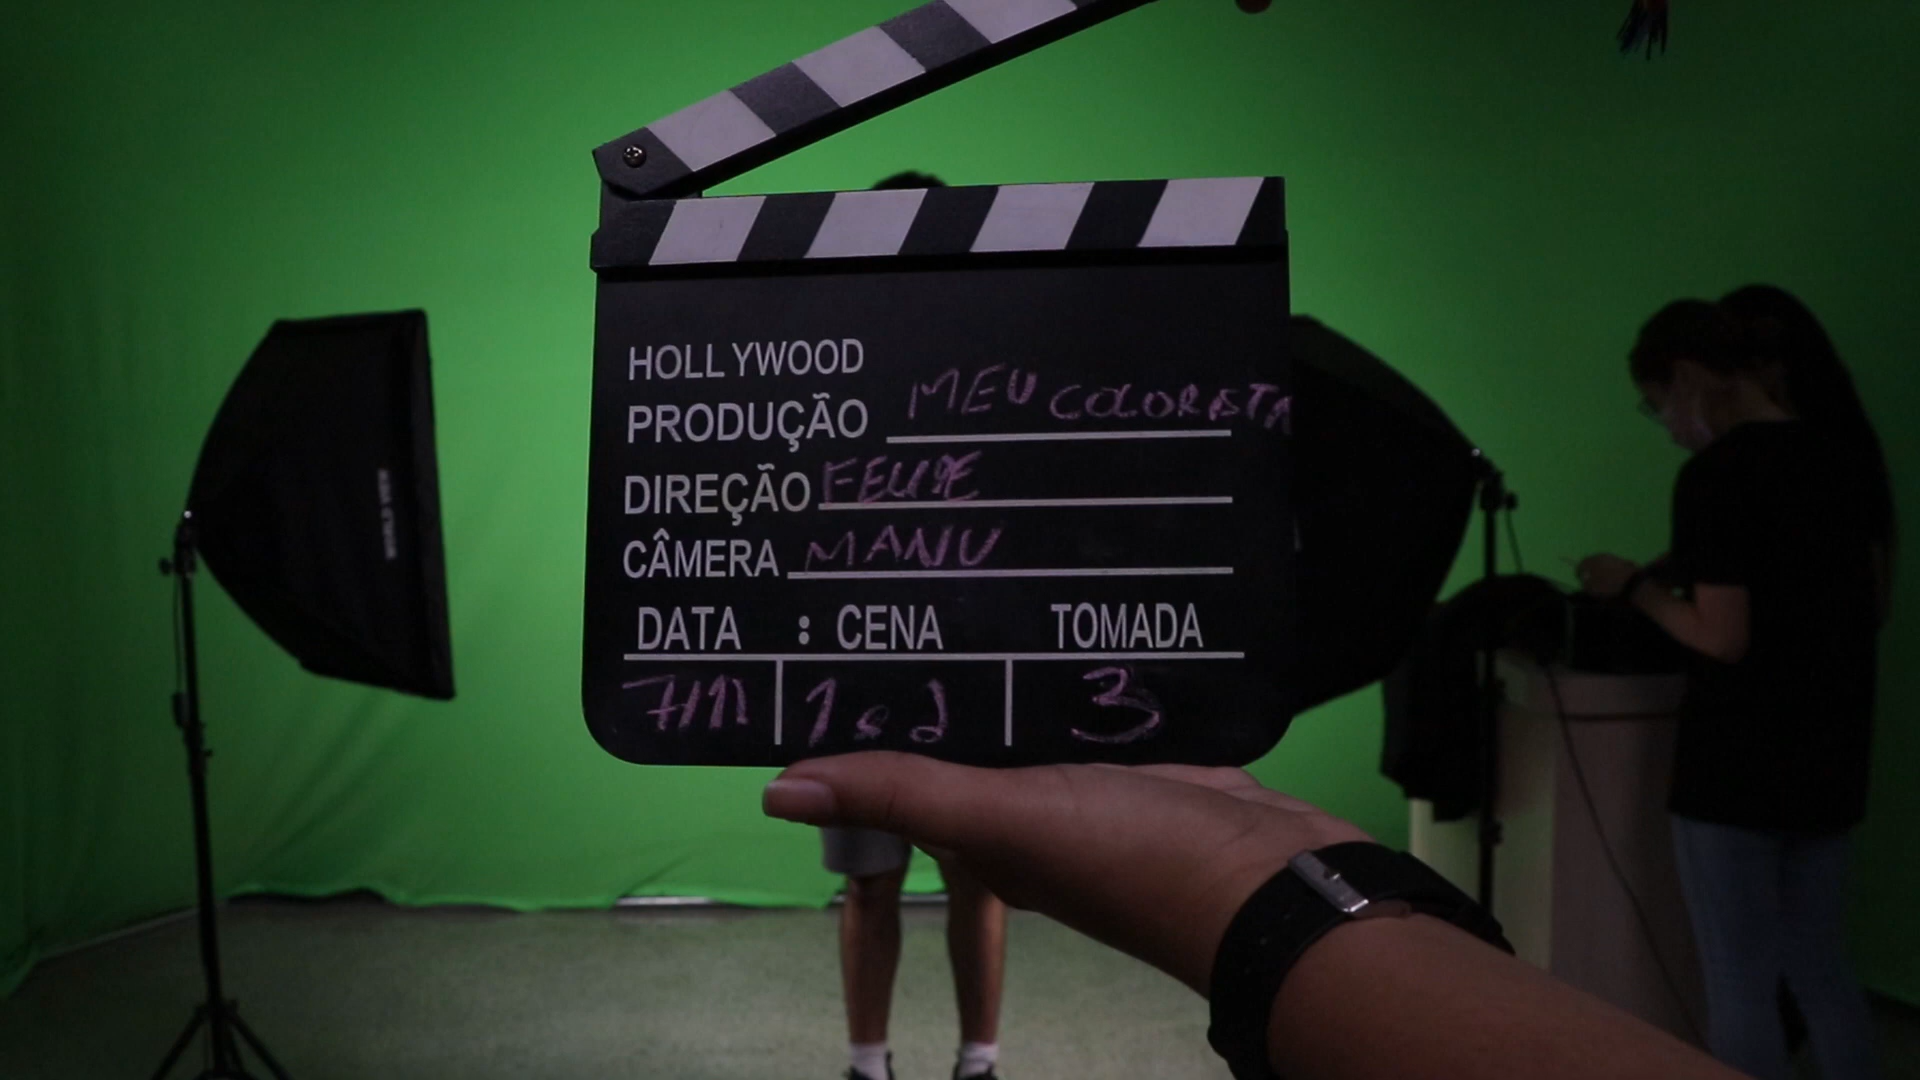 HOLLYWOOD
PRODUÇÃO MEU COLORISTA
DIREÇÃO FELIPE
CÂMERA MANU
DATA : CENA TOMADA
7/11 1 e 2 3